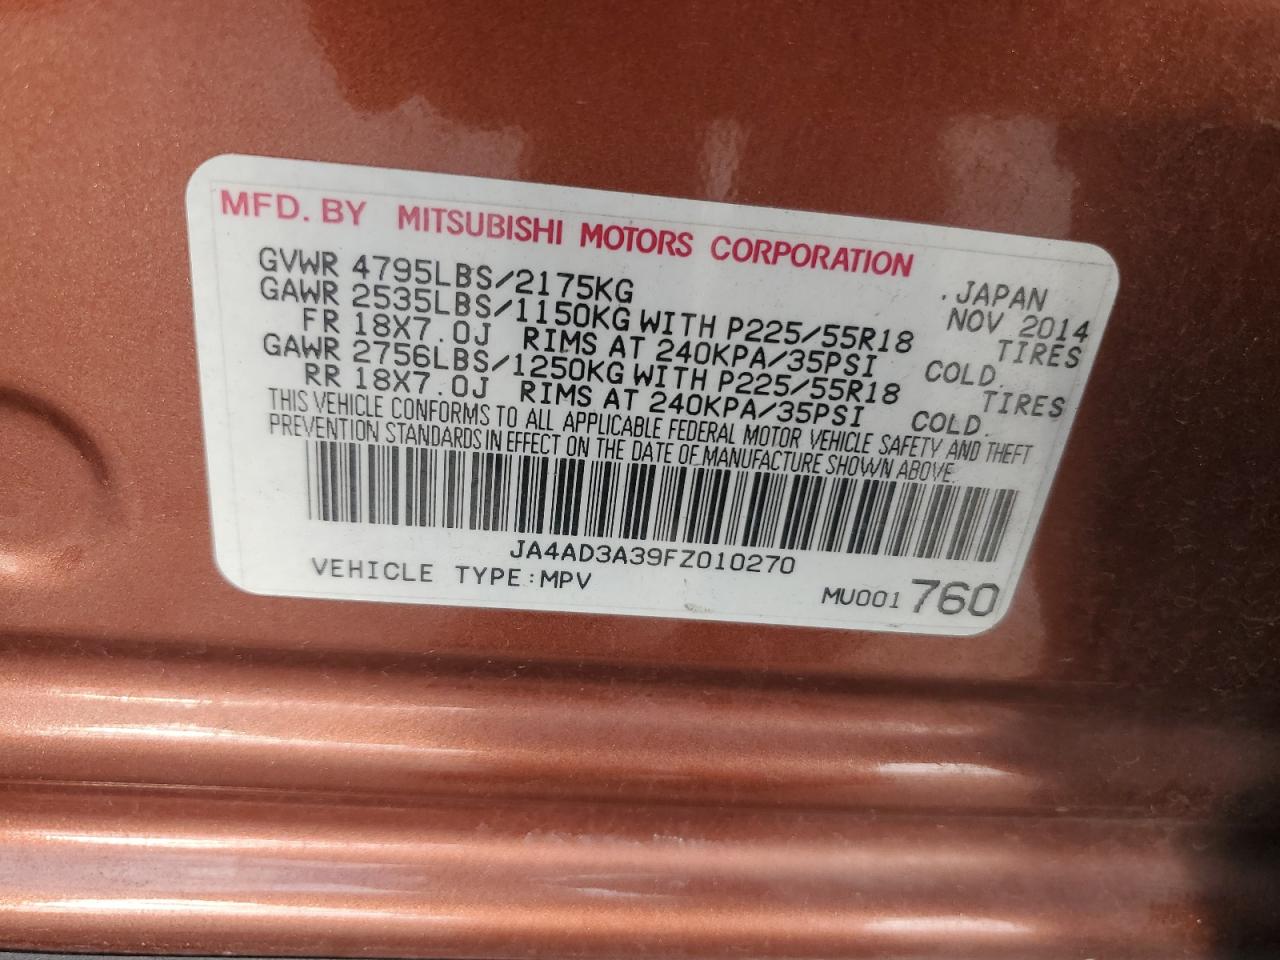 MFD. BY MITSUBISHI MOTORS CORPORATION
GVWR 4795LBS/2175KG .JAPAN NOV 2014
GAWR 2535LBS/1150KG WITH P225/55R18 TIRES
FR 18X7.0J RIMS AT 240KPA/35PSI COLD.
GAWR 2756LBS/1250KG WITH P225/55R18 TIRES
RR 18X7.0J RIMS AT 240KPA/35PSI COLD.
THIS VEHICLE CONFORMS TO ALL APPLICABLE FEDERAL MOTOR VEHICLE SAFETY AND THEFT
PREVENTION STANDARDS IN EFFECT ON THE DATE OF MANUFACTURE SHOWN ABOVE.
JA4AD3A39FZ010270
VEHICLE TYPE:MPV MU001 760